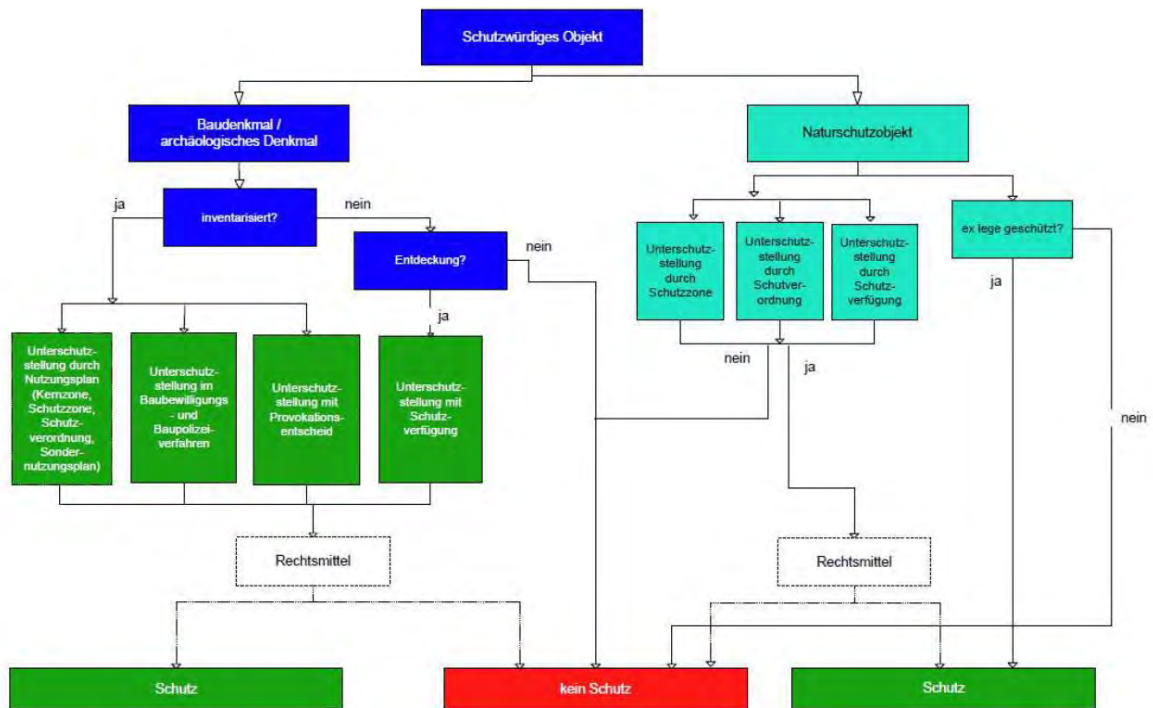 Schutzwürdiges Objekt
Baudenkmal /
archäologisches Denkmal
Naturschutzobjekt
ja
inventarisiert?
nein
Entdeckung?
nein
ja
Unterschutz-
stellung
durch
Schutzzone
Unterschutz-
stellung
durch
Schutver-
ordnung
Unterschutz-
stellung
durch
Schutz-
verfügung
ex lege geschützt?
ja
nein
nein
ja
Unterschutz-
stellung durch
Nutzungsplan
(Kernzone,
Schutzzone,
Schutz-
verordnung,
Sonder-
nutzungsplan)
Unterschutz-
stellung im
Baubewilligungs
- und
Baupolizei-
verfahren
Unterschutz-
stellung mit
Provokations-
entscheid
Unterschutz-
stellung mit
Schutz-
verfügung
Rechtsmittel
Rechtsmittel
Schutz
kein Schutz
Schutz